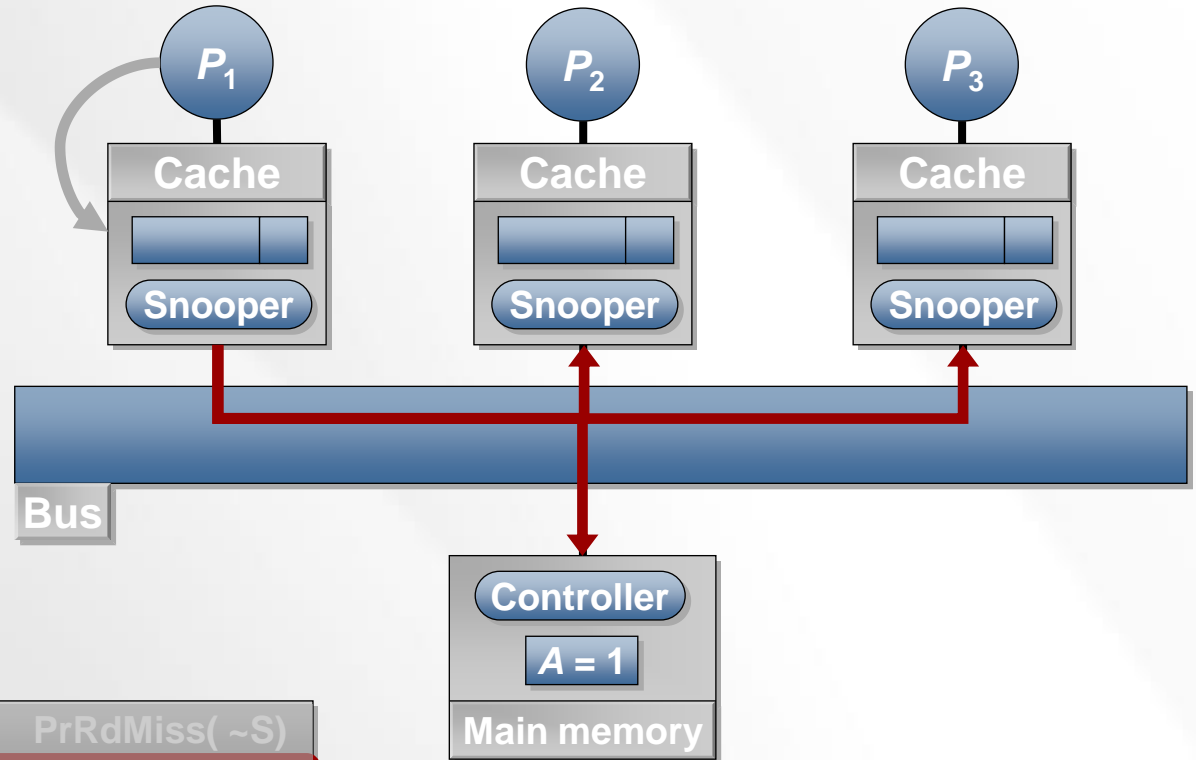 P1 P2 P3
Cache Cache Cache
Snooper Snooper Snooper
Bus
Controller
A = 1
PrRdMiss( ~S)
Main memory